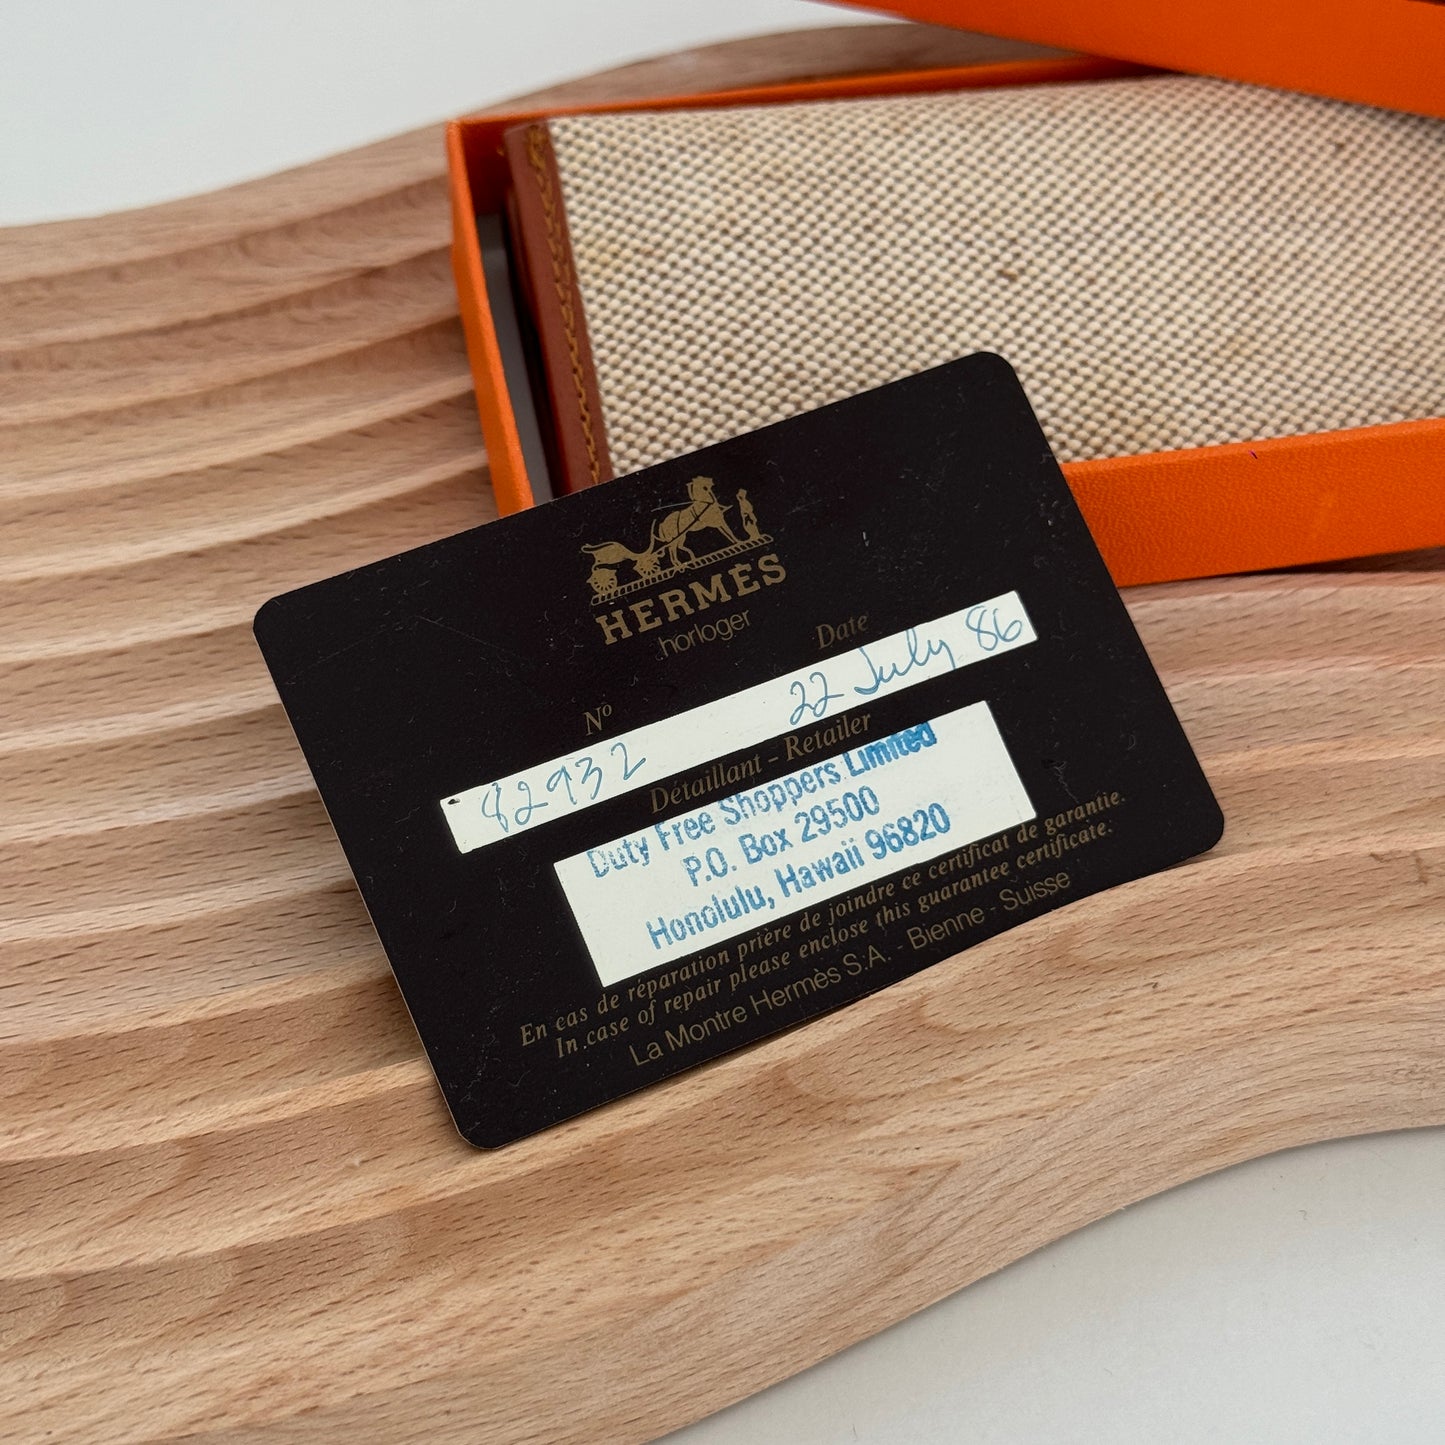 HERMÈS
horloger
Nº Date
82932 22 July 86
Détaillant - Retailer
Duty Free Shoppers Limited
P.O. Box 29500
Honolulu, Hawaii 96820
En cas de réparation prière de joindre ce certificat de garantie.
In case of repair please enclose this guarantee certificate.
La Montre Hermès S.A. - Bienne - Suisse